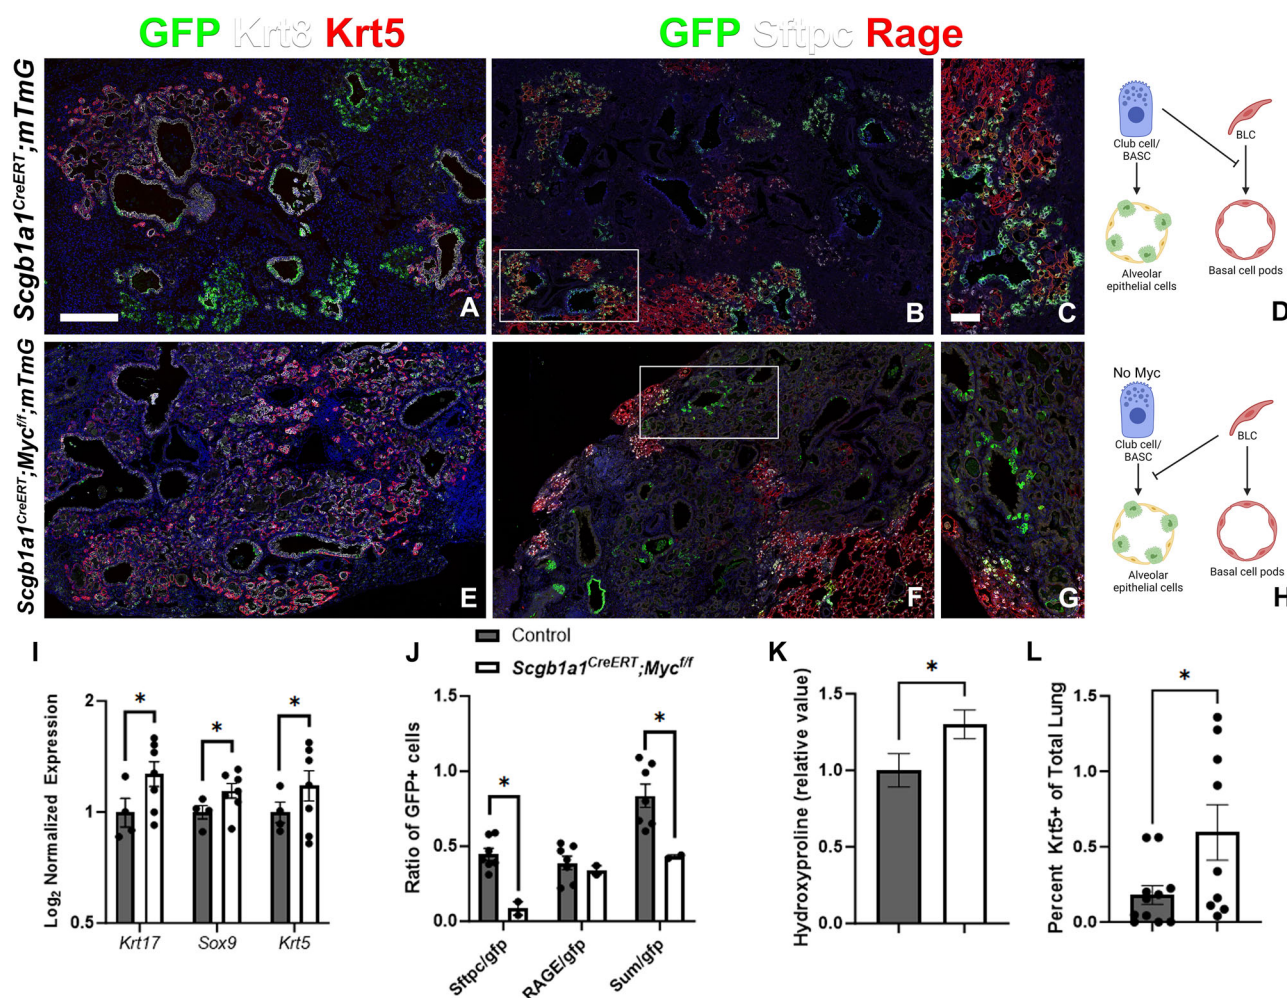 GFP Krt8 Krt5
GFP Sftpc Rage
Scgb1a1CreERT;mTmG
A
B
C
Club cell/
BASC
BLC
Alveolar
epithelial cells
Basal cell pods
D
Scgb1a1CreERT;Mycf/f;mTmG
E
F
G
No Myc
Club cell/
BASC
BLC
Alveolar
epithelial cells
Basal cell pods
H
I
Log2 Normalized Expression
2
1
0.5
*
*
*
Krt17
Sox9
Krt5
J
Control
Scgb1a1CreERT;Mycf/f
Ratio of GFP+ cells
1.5
1.0
0.5
0.0
*
*
Sftpc/gfp
RAGE/gfp
Sum/gfp
K
Hydroxyproline (relative value)
1.5
1.0
0.5
0.0
*
L
Percent Krt5+ of Total Lung
1.5
1.0
0.5
0.0
*